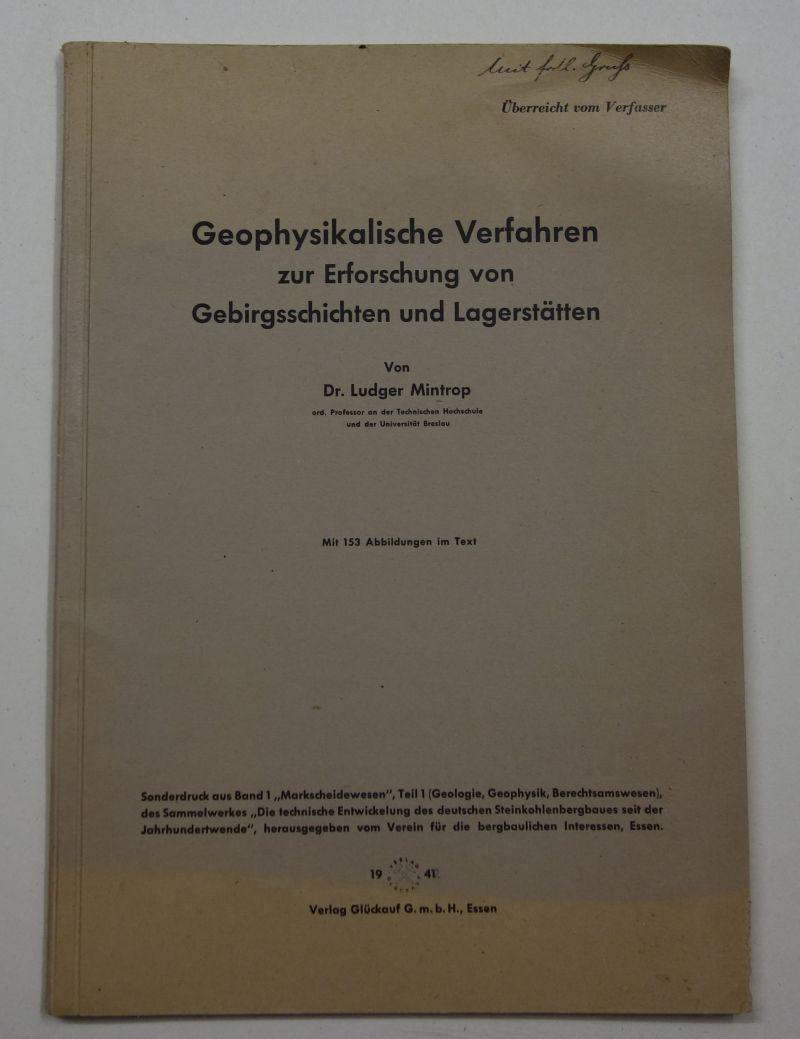 Mit frdl. Gruß
Überreicht vom Verfasser
Geophysikalische Verfahren
zur Erforschung von
Gebirgsschichten und Lagerstätten
Von
Dr. Ludger Mintrop
ord. Professor an der Technischen Hochschule
und der Universität Breslau
Mit 153 Abbildungen im Text
Sonderdruck aus Band 1 „Markscheidewesen“, Teil 1 (Geologie, Geophysik, Berechtsamswesen),
des Sammelwerkes „Die technische Entwickelung des deutschen Steinkohlenbergbaues seit der
Jahrhundertwende“, herausgegeben vom Verein für die bergbaulichen Interessen, Essen.
19 41
Verlag Glückauf G. m. b. H., Essen